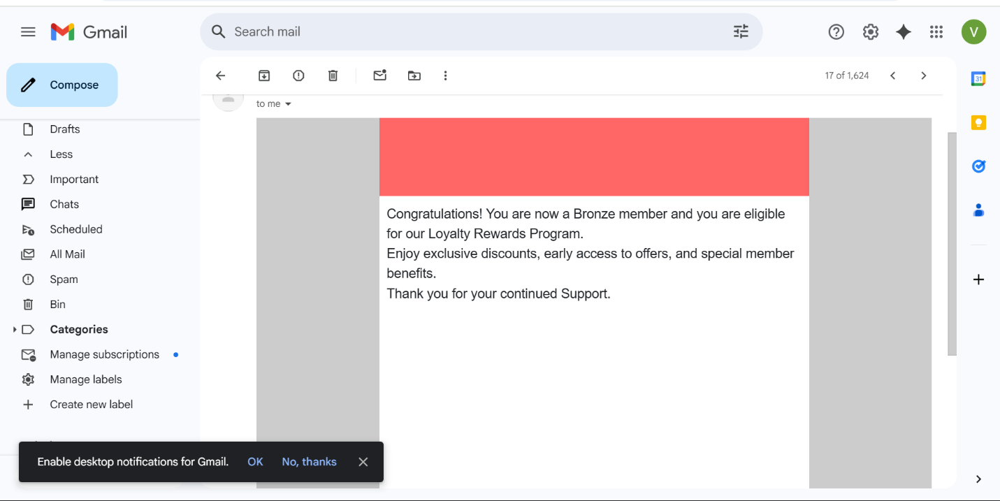 Gmail
Search mail
V
Compose
17 of 1,624
31
to me
Drafts
Less
Important
Chats
Scheduled
All Mail
Spam
Bin
Categories
Manage subscriptions
Manage labels
Create new label
Congratulations! You are now a Bronze member and you are eligible
for our Loyalty Rewards Program.
Enjoy exclusive discounts, early access to offers, and special member
benefits.
Thank you for your continued Support.
Enable desktop notifications for Gmail. OK No, thanks